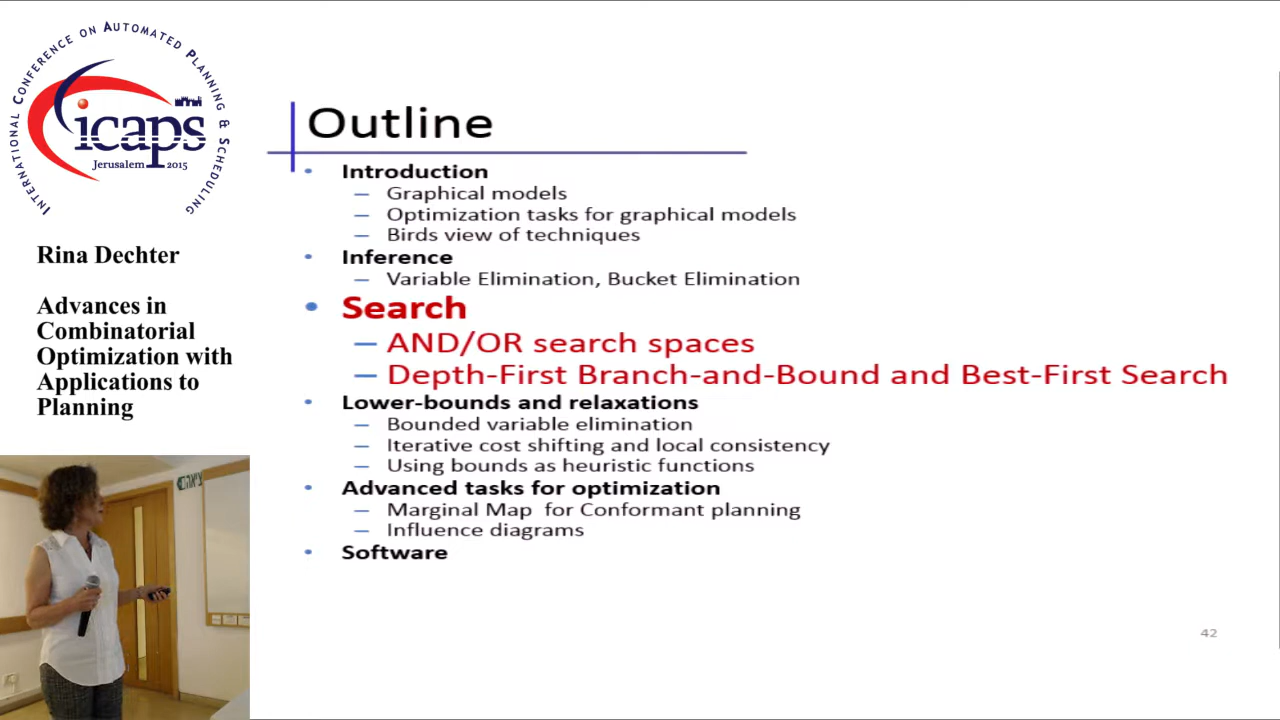 INTERNATIONAL CONFERENCE ON AUTOMATED PLANNING & SCHEDULING
icaps
Jerusalem 2015
Rina Dechter
Advances in
Combinatorial
Optimization with
Applications to
Planning
Outline
• Introduction
– Graphical models
– Optimization tasks for graphical models
– Birds view of techniques
• Inference
– Variable Elimination, Bucket Elimination
• Search
– AND/OR search spaces
– Depth-First Branch-and-Bound and Best-First Search
• Lower-bounds and relaxations
– Bounded variable elimination
– Iterative cost shifting and local consistency
– Using bounds as heuristic functions
• Advanced tasks for optimization
– Marginal Map  for Conformant planning
– Influence diagrams
• Software
42